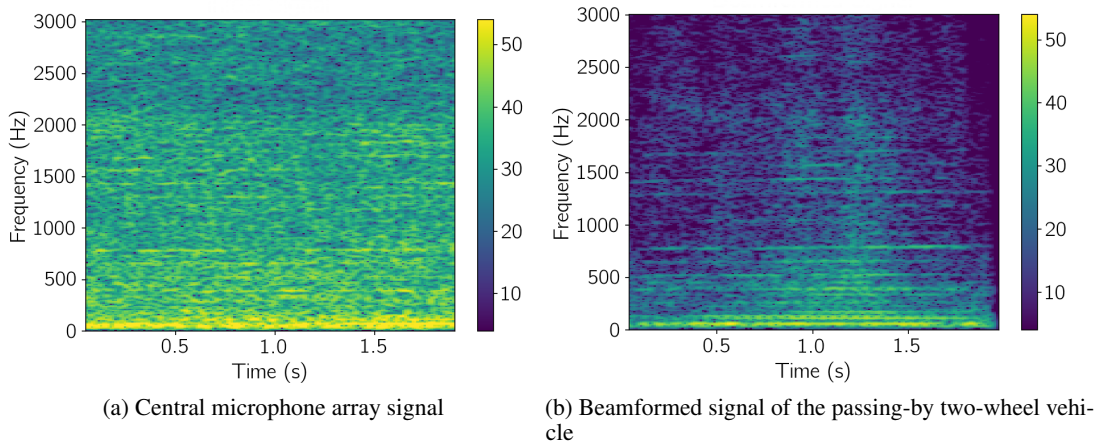 3000
2500
2000
1500
1000
500
0
Frequency (Hz)
0.5 1.0 1.5
Time (s)
50
40
30
20
10
(a) Central microphone array signal
3000
2500
2000
1500
1000
500
0
Frequency (Hz)
0.5 1.0 1.5
Time (s)
50
40
30
20
10
(b) Beamformed signal of the passing-by two-wheel vehi-
cle